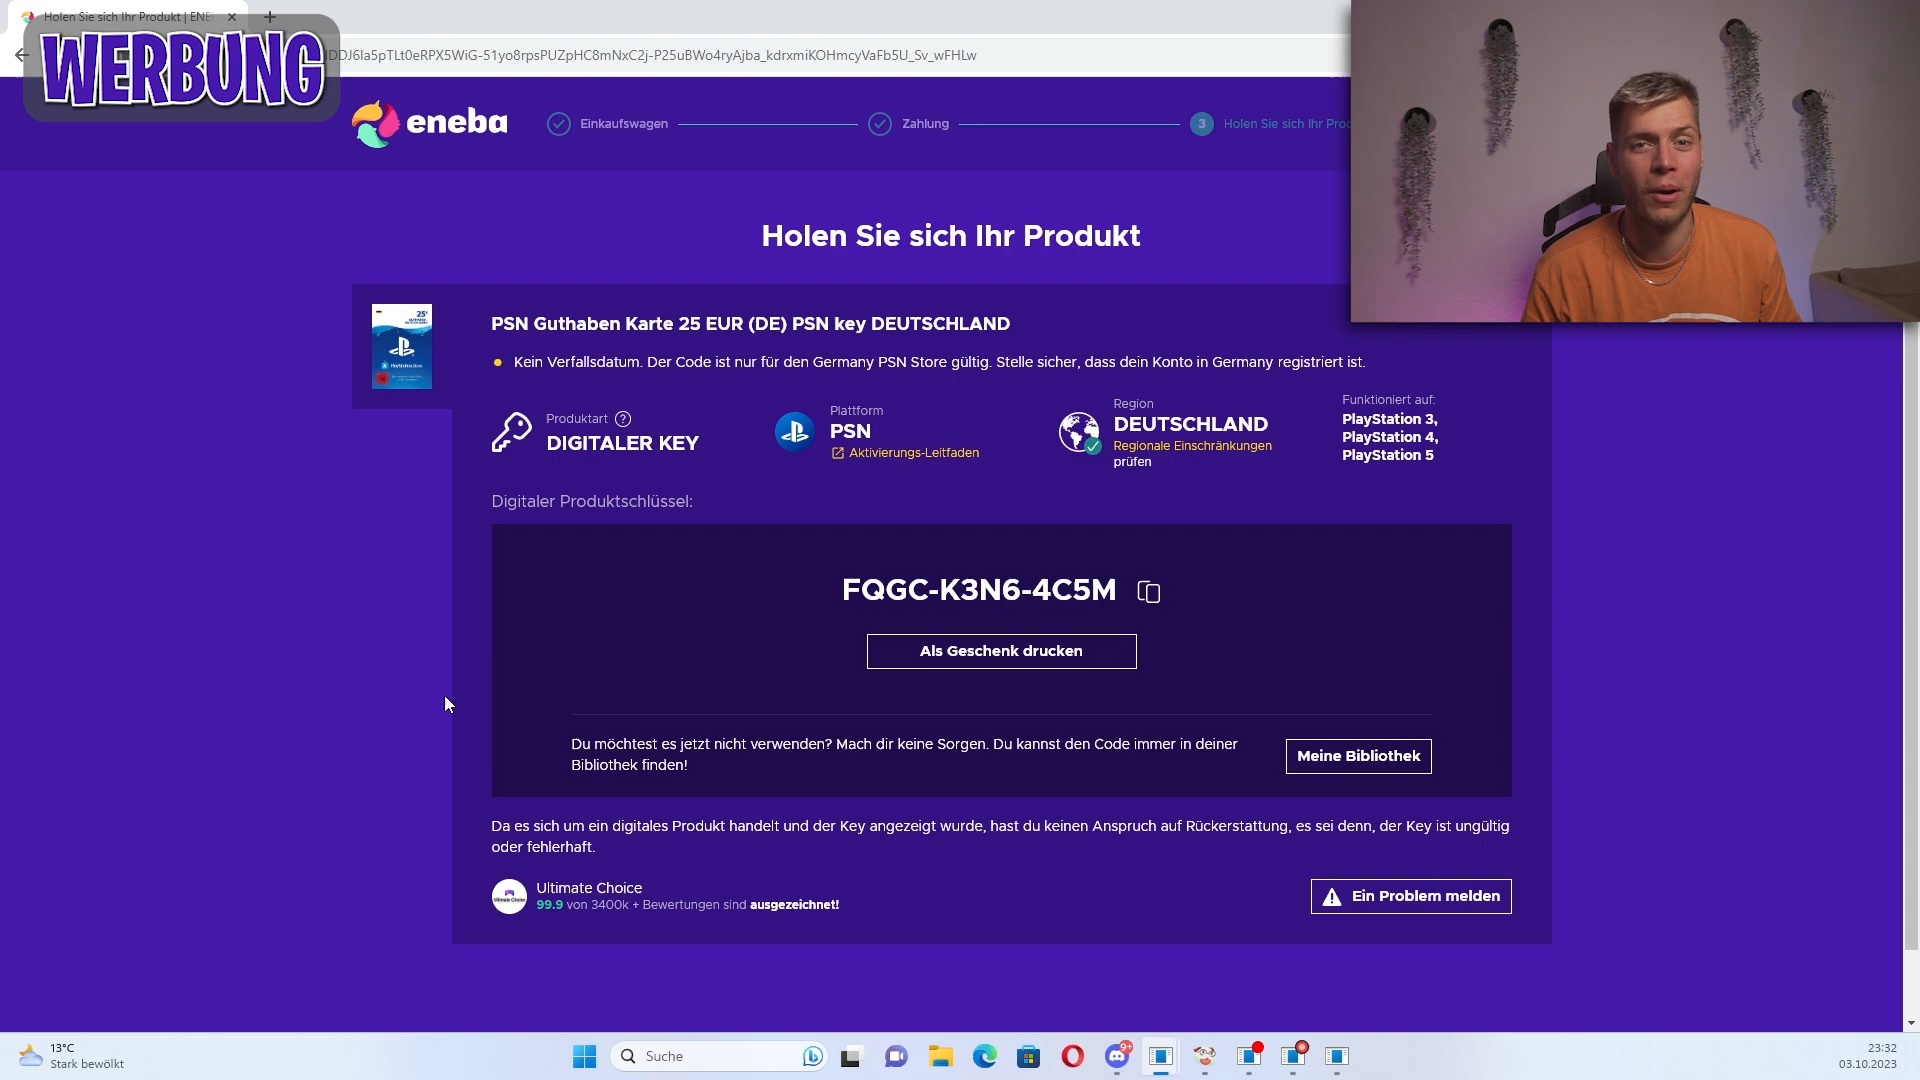 Holen Sie sich Ihr Produkt | ENE
WERBUNG
DDJ6la5pTLt0eRPX5WiG-51yo8rpsPUZpHC8mNxC2j-P25uBWo4ryAjba_kdrxmiKOHmcyVaFb5U_Sv_wFHLw
eneba
Einkaufswagen
Zahlung
3
Holen Sie sich Ihr Proc
Holen Sie sich Ihr Produkt
25
PSN Guthaben Karte 25 EUR (DE) PSN key DEUTSCHLAND
Kein Verfallsdatum. Der Code ist nur für den Germany PSN Store gültig. Stelle sicher, dass dein Konto in Germany registriert ist.
Produktart ?
DIGITALER KEY
Plattform
PSN
Aktivierungs-Leitfaden
Region
DEUTSCHLAND
Regionale Einschränkungen
prüfen
Funktioniert auf:
PlayStation 3,
PlayStation 4,
PlayStation 5
Digitaler Produktschlüssel:
FQGC-K3N6-4C5M
Als Geschenk drucken
Du möchtest es jetzt nicht verwenden? Mach dir keine Sorgen. Du kannst den Code immer in deiner
Bibliothek finden!
Meine Bibliothek
Da es sich um ein digitales Produkt handelt und der Key angezeigt wurde, hast du keinen Anspruch auf Rückerstattung, es sei denn, der Key ist ungültig
oder fehlerhaft.
Ultimate Choice
99.9 von 3400k + Bewertungen sind ausgezeichnet!
Ein Problem melden
13°C
Stark bewölkt
Suche
9+
23:32
03.10.2023